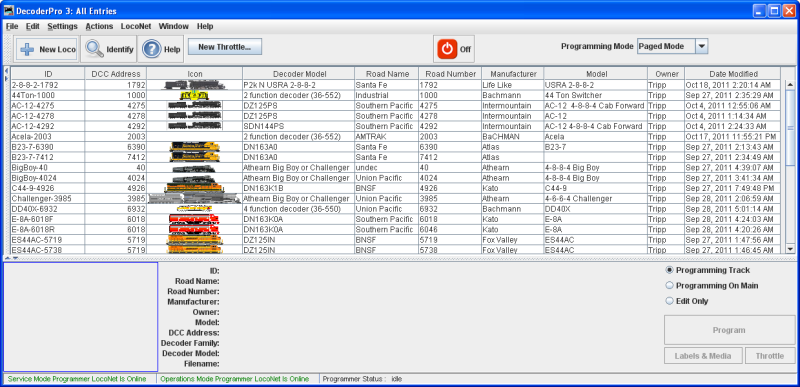 DecoderPro 3: All Entries
File Edit Settings Actions LocoNet Window Help
New Loco Identify Help New Throttle... Off Programming Mode Paged Mode
ID DCC Address Icon Decoder Model Road Name Road Number Manufacturer Model Owner Date Modified
2-8-8-2-1792 1792 P2k N USRA 2-8-8-2 Santa Fe 1792 Life Like USRA 2-8-8-2 Tripp Oct 18, 2011 2:20:14 AM
44Ton-1000 1000 2 function decoder (36-552) Industrial 1000 Bachmann 44 Ton Switcher Tripp Sep 27, 2011 2:35:29 AM
AC-12-4275 4275 DZ125PS Southern Pacific 4275 Intermountain AC-12 4-8-8-4 Cab Forward Tripp Oct 4, 2011 12:55:06 AM
AC-12-4278 4278 DZ125PS Southern Pacific 4278 Intermountain AC-12 Tripp Oct 4, 2011 1:14:34 AM
AC-12-4292 4292 SDN144PS Southern Pacific 4292 Intermountain AC-12 4-8-8-4 Cab Forward Tripp Oct 4, 2011 2:24:33 AM
Acela-2003 2003 2 function decoder (36-552) AMTRAK 2003 BaCHMAN Acela Tripp Oct 17, 2011 11:55:21 PM
B23-7-6390 6390 DN163A0 Santa Fe 6390 Atlas B23-7 Tripp Sep 27, 2011 2:13:43 AM
B23-7-7412 7412 DN163A0 Santa Fe 7412 Atlas Tripp Sep 27, 2011 2:34:49 AM
BigBoy-40 40 Athearn Big Boy or Challenger undec 40 Athearn 4-8-8-4 Big Boy Tripp Sep 27, 2011 4:39:07 AM
BigBoy-4024 4024 Athearn Big Boy or Challenger Union Pacific 4024 Athearn 4-8-8-4 Big Boy Tripp Sep 27, 2011 3:41:34 AM
C44-9-4926 4926 DN163K1B BNSF 4926 Kato C44-9 Tripp Sep 27, 2011 7:49:48 PM
Challenger-3985 3985 Athearn Big Boy or Challenger Union Pacific 3985 Athearn 4-6-6-4 Challenger Tripp Sep 28, 2011 2:06:59 AM
DD40X-6932 6932 4 function decoder (36-550) Union Pacific 6932 Bachmann DD40X Tripp Sep 28, 2011 5:01:14 AM
E-8A-6018F 6018 DN163K0A Southern Pacific 6018 Kato E-8A Tripp Sep 28, 2011 4:24:03 AM
E-8A-6018R 6018 DN163K0A Southern Pacific 6046 Kato E-8A Tripp Sep 28, 2011 4:20:26 AM
ES44AC-5719 5719 DZ125IN BNSF 5719 Fox Valley ES44AC Tripp Sep 27, 2011 1:47:56 AM
ES44AC-5738 5738 DZ125IN BNSF 5738 Fox Valley ES44AC Tripp Sep 27, 2011 1:46:45 AM
ID:
Road Name:
Road Number:
Manufacturer:
Owner:
Model:
DCC Address:
Decoder Family:
Decoder Model:
Filename:
Programming Track
Programming On Main
Edit Only
Program
Labels & Media Throttle
Service Mode Programmer LocoNet Is Online Operations Mode Programmer LocoNet Is Online Programmer Status : idle